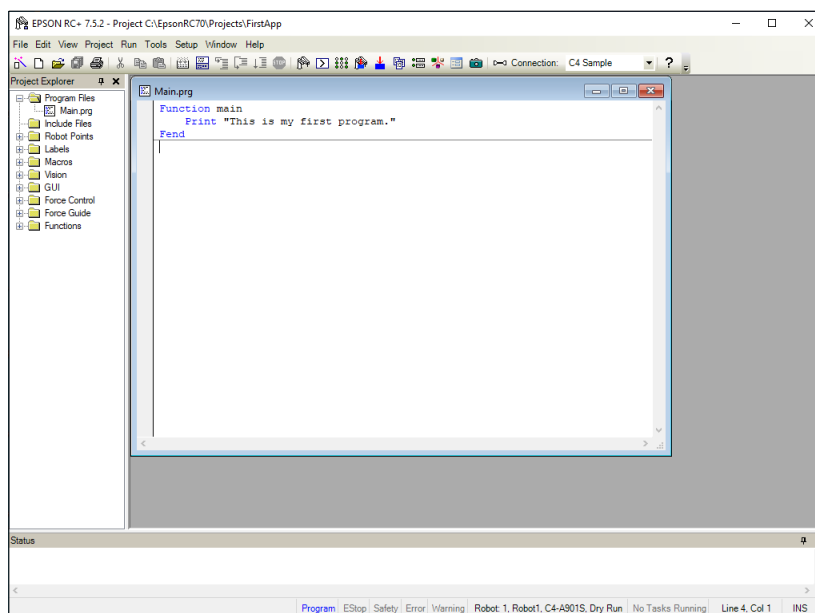 EPSON RC+ 7.5.2 - Project C:\EpsonRC70\Projects\FirstApp
File Edit View Project Run Tools Setup Window Help
Connection: C4 Sample
Project Explorer
Program Files
Main.prg
Include Files
Robot Points
Labels
Macros
Vision
GUI
Force Control
Force Guide
Functions
Main.prg
Function main
Print "This is my first program."
Fend
Status
Program EStop Safety Error Warning Robot: 1, Robot1, C4-A901S, Dry Run No Tasks Running Line 4, Col 1 INS